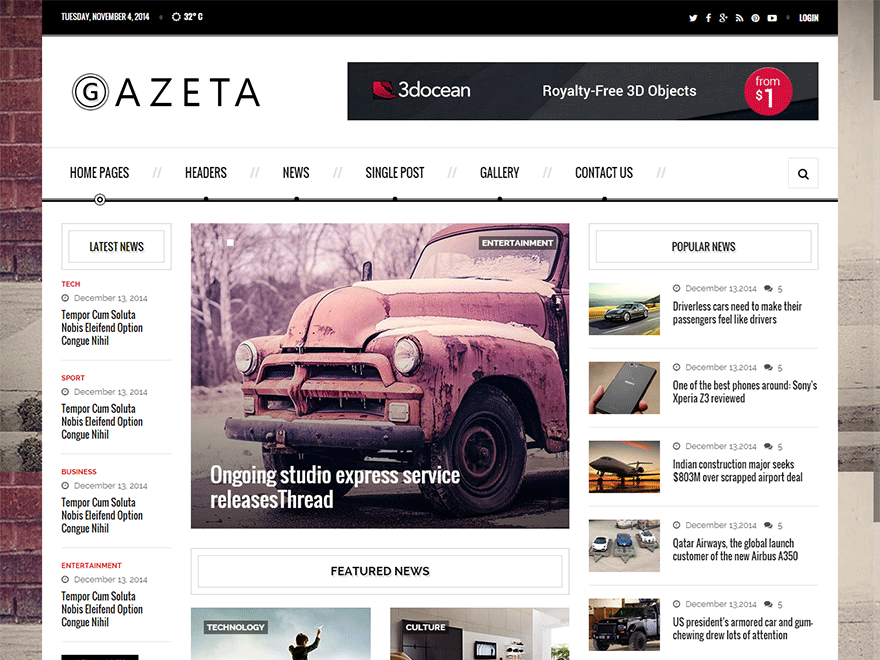 TUESDAY, NOVEMBER 4, 2014
32° C
LOGIN
GAZETA
3docean
Royalty-Free 3D Objects
from
$1
HOME PAGES // HEADERS // NEWS // SINGLE POST // GALLERY // CONTACT US //
LATEST NEWS
TECH
December 13, 2014
Tempor Cum Soluta
Nobis Eleifend Option
Congue Nihil
SPORT
December 13, 2014
Tempor Cum Soluta
Nobis Eleifend Option
Congue Nihil
BUSINESS
December 13, 2014
Tempor Cum Soluta
Nobis Eleifend Option
Congue Nihil
ENTERTAINMENT
December 13, 2014
Tempor Cum Soluta
Nobis Eleifend Option
Congue Nihil
ENTERTAINMENT
Ongoing studio express service
releasesThread
FEATURED NEWS
TECHNOLOGY
CULTURE
POPULAR NEWS
December 13,2014 5
Driverless cars need to make their
passengers feel like drivers
December 13,2014 5
One of the best phones around: Sony's
Xperia Z3 reviewed
December 13,2014 5
Indian construction major seeks
$803M over scrapped airport deal
December 13,2014 5
Qatar Airways, the global launch
customer of the new Airbus A350
December 13,2014 5
US president's armored car and gum-
chewing drew lots of attention